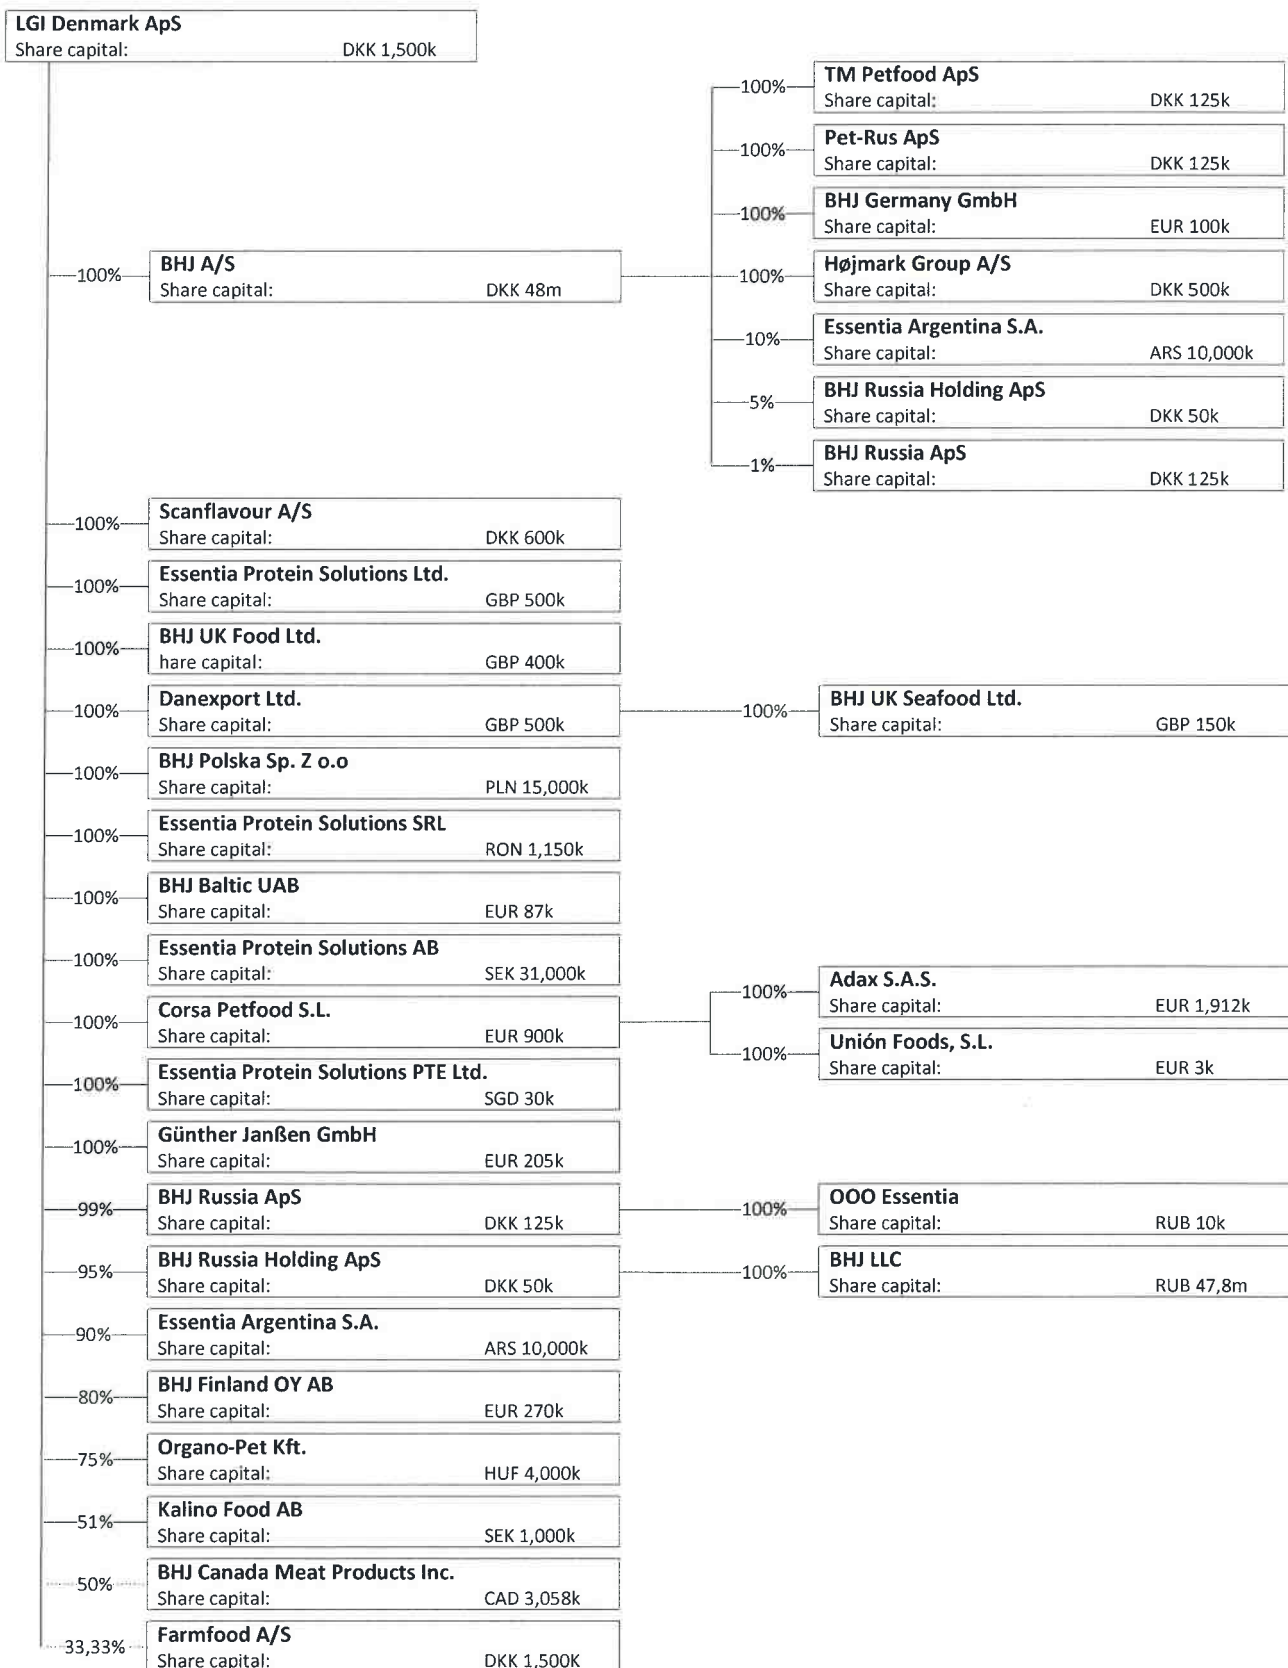 LGI Denmark ApS
Share capital: DKK 1,500k
100% TM Petfood ApS
Share capital: DKK 125k
100% Pet-Rus ApS
Share capital: DKK 125k
100% BHJ Germany GmbH
Share capital: EUR 100k
100% BHJ A/S
Share capital: DKK 48m
100% Højmark Group A/S
Share capital: DKK 500k
10% Essentia Argentina S.A.
Share capital: ARS 10,000k
5% BHJ Russia Holding ApS
Share capital: DKK 50k
1% BHJ Russia ApS
Share capital: DKK 125k
100% Scanflavour A/S
Share capital: DKK 600k
100% Essentia Protein Solutions Ltd.
Share capital: GBP 500k
100% BHJ UK Food Ltd.
hare capital: GBP 400k
100% Danexport Ltd.
Share capital: GBP 500k
100% BHJ UK Seafood Ltd.
Share capital: GBP 150k
100% BHJ Polska Sp. Z o.o
Share capital: PLN 15,000k
100% Essentia Protein Solutions SRL
Share capital: RON 1,150k
100% BHJ Baltic UAB
Share capital: EUR 87k
100% Essentia Protein Solutions AB
Share capital: SEK 31,000k
100% Corsa Petfood S.L.
Share capital: EUR 900k
100% Adax S.A.S.
Share capital: EUR 1,912k
100% Unión Foods, S.L.
Share capital: EUR 3k
100% Essentia Protein Solutions PTE Ltd.
Share capital: SGD 30k
100% Günther Janßen GmbH
Share capital: EUR 205k
99% BHJ Russia ApS
Share capital: DKK 125k
100% OOO Essentia
Share capital: RUB 10k
95% BHJ Russia Holding ApS
Share capital: DKK 50k
100% BHJ LLC
Share capital: RUB 47,8m
90% Essentia Argentina S.A.
Share capital: ARS 10,000k
80% BHJ Finland OY AB
Share capital: EUR 270k
75% Organo-Pet Kft.
Share capital: HUF 4,000k
51% Kalino Food AB
Share capital: SEK 1,000k
50% BHJ Canada Meat Products Inc.
Share capital: CAD 3,058k
33,33% Farmfood A/S
Share capital: DKK 1,500K